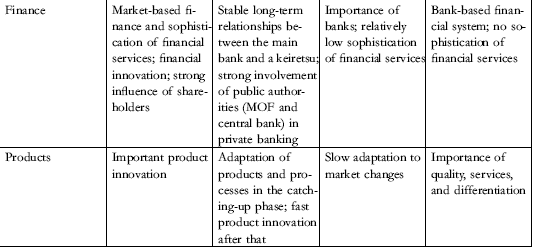 Finance
Market-based fi-
nance and sophisti-
cation of financial
services; financial
innovation; strong
influence of share-
holders
Stable long-term
relationships be-
tween the main
bank and a keiretsu;
strong involvement
of public author-
ities (MOF and
central bank) in
private banking
Importance of
banks; relatively
low sophistication
of financial services
Bank-based finan-
cial system; no so-
phistication of
financial services
Products
Important product
innovation
Adaptation of
products and pro-
cesses in the catch-
ing-up phase; fast
product innovation
after that
Slow adaptation to
market changes
Importance of
quality, services,
and differentiation